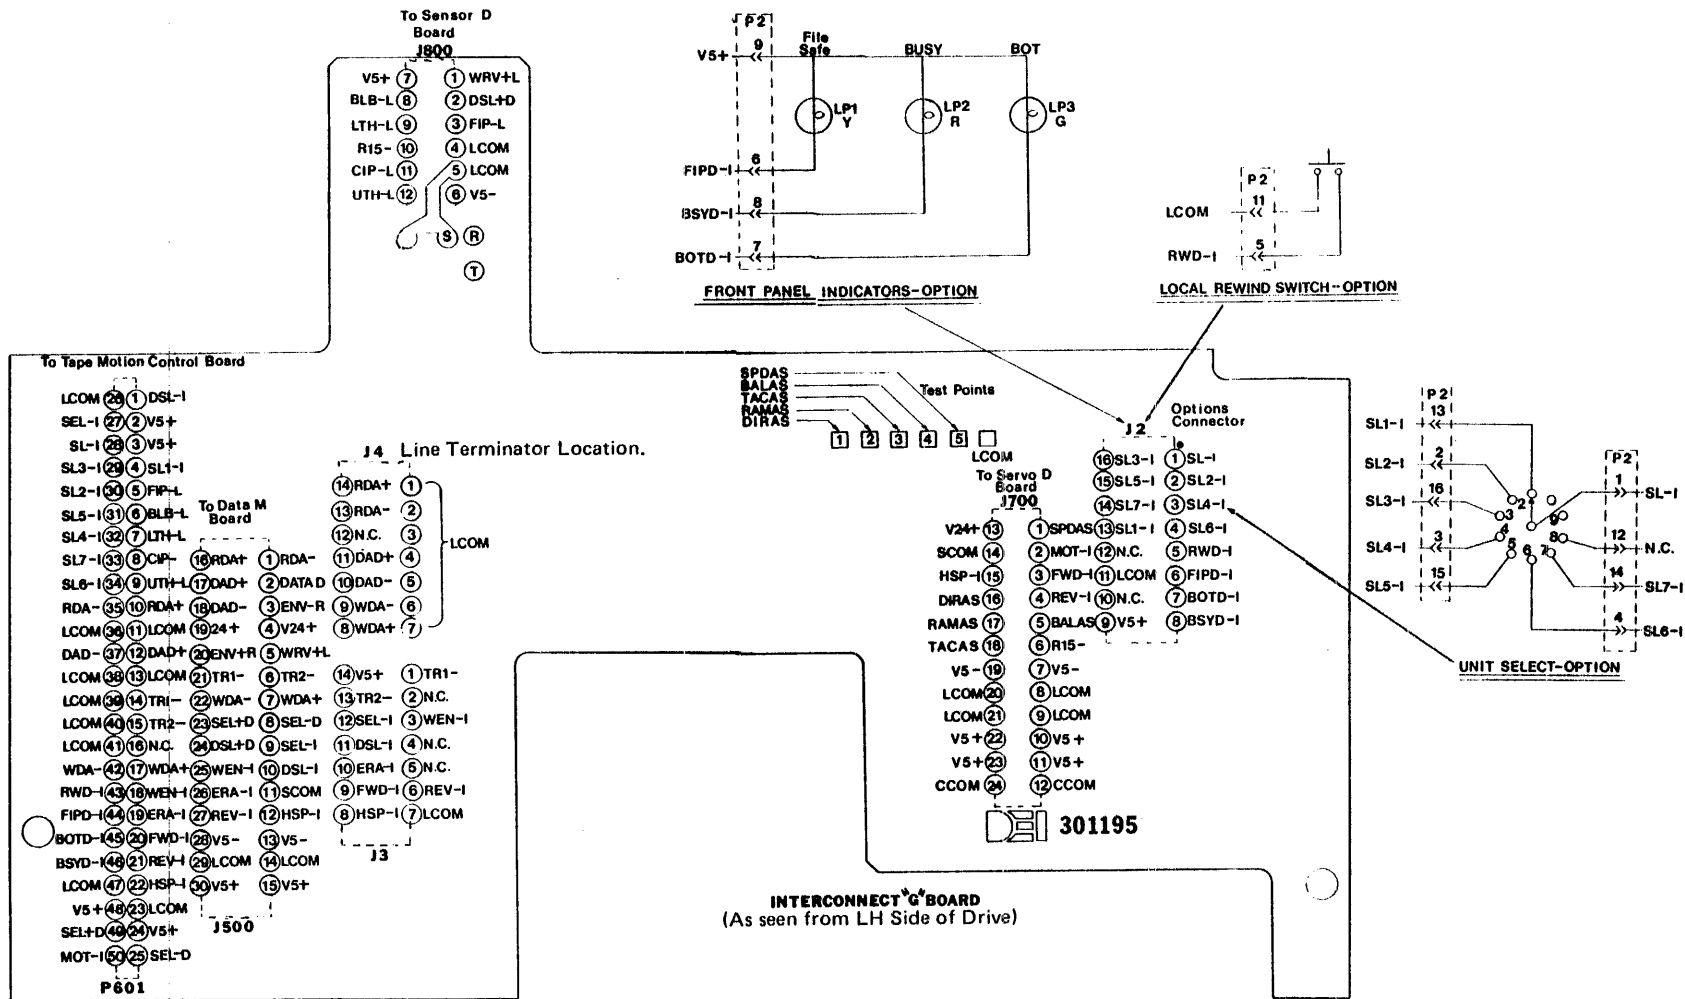 To Sensor D
Board
J800
V5+ 7 1 WRV+L
BLB-L 8 2 DSL+D
LTH-L 9 3 FIP-L
R15- 10 4 LCOM
CIP-L 11 5 LCOM
UTH-L 12 6 V5-
S R
T
P2
V5+ 9
File
Safe
BUSY
BOT
LP1
Y
LP2
R
LP3
G
FIPD-I 6
BSYD-I 8
BOTD-I 7
FRONT PANEL INDICATORS-OPTION
P2
LCOM 11
RWD-I 5
LOCAL REWIND SWITCH-OPTION
To Tape Motion Control Board
LCOM 26 1 DSL-I
SEL-I 27 2 V5+
SL-I 28 3 V5+
SL3-I 29 4 SL1-I
SL2-I 30 5 FIP-L
SL5-I 31 6 BLB-L
SL4-I 32 7 LTH-L
SL7-I 33 8 CIP-
SL6-I 34 9 UTH-L
RDA- 35 10 RDA+
LCOM 36 11 LCOM
DAD- 37 12 DAD+
LCOM 38 13 LCOM
LCOM 39 14 TR1-
LCOM 40 15 TR2-
LCOM 41 16 N.C.
WDA- 42 17 WDA+
RWD-I 43 18 WEN-I
FIPD-I 44 19 ERA-I
BOTD-I 45 20 FWD-I
BSYD-I 46 21 REV-I
LCOM 47 22 HSP-I
V5+ 48 23 LCOM
SEL+D 49 24 V5+
MOT-I 50 25 SEL-D
P601
To Data M
Board
16 RDA+ 1 RDA-
17 DAD+ 2 DATA D
18 DAD- 3 ENV-R
19 24+ 4 V24+
20 ENV+R 5 WRV+L
21 TR1- 6 TR2-
22 WDA- 7 WDA+
23 SEL+D 8 SEL-D
24 DSL+D 9 SEL-I
25 WEN-I 10 DSL-I
26 ERA-I 11 SCOM
27 REV-I 12 HSP-I
28 V5- 13 V5-
29 LCOM 14 LCOM
30 V5+ 15 V5+
J500
J4 Line Terminator Location.
14 RDA+ 1
13 RDA- 2
12 N.C. 3
11 DAD+ 4
10 DAD- 5
9 WDA- 6
8 WDA+ 7
LCOM
14 V5+ 1 TR1-
13 TR2- 2 N.C.
12 SEL-I 3 WEN-I
11 DSL-I 4 N.C.
10 ERA-I 5 N.C.
9 FWD-I 6 REV-I
8 HSP-I 7 LCOM
J3
SPDAS
BALAS
TACAS
RAMAS
DIRAS
Test Points
1 2 3 4 5
LCOM
To Servo D
Board
J700
V24+ 13 1 SPDAS
SCOM 14 2 MOT-I
HSP-I 15 3 FWD-I
DIRAS 16 4 REV-I
RAMAS 17 5 BALAS
TACAS 18 6 R15-
V5- 19 7 V5-
LCOM 20 8 LCOM
LCOM 21 9 LCOM
V5+ 22 10 V5+
V5+ 23 11 V5+
CCOM 24 12 CCOM
DEI 301195
J2
Options
Connector
16 SL3-I 1 SL-I
15 SL5-I 2 SL2-I
14 SL7-I 3 SL4-I
13 SL1-I 4 SL6-I
12 N.C. 5 RWD-I
11 LCOM 6 FIPD-I
10 N.C. 7 BOTD-I
9 V5+ 8 BSYD-I
P2
SL1-I 13
SL2-I 2
SL3-I 16
SL4-I 3
SL5-I 15
2 3 4 5 6 7 8 9
P2
1 SL-I
12 N.C.
14 SL7-I
4 SL6-I
UNIT SELECT-OPTION
INTERCONNECT "G" BOARD
(As seen from LH Side of Drive)